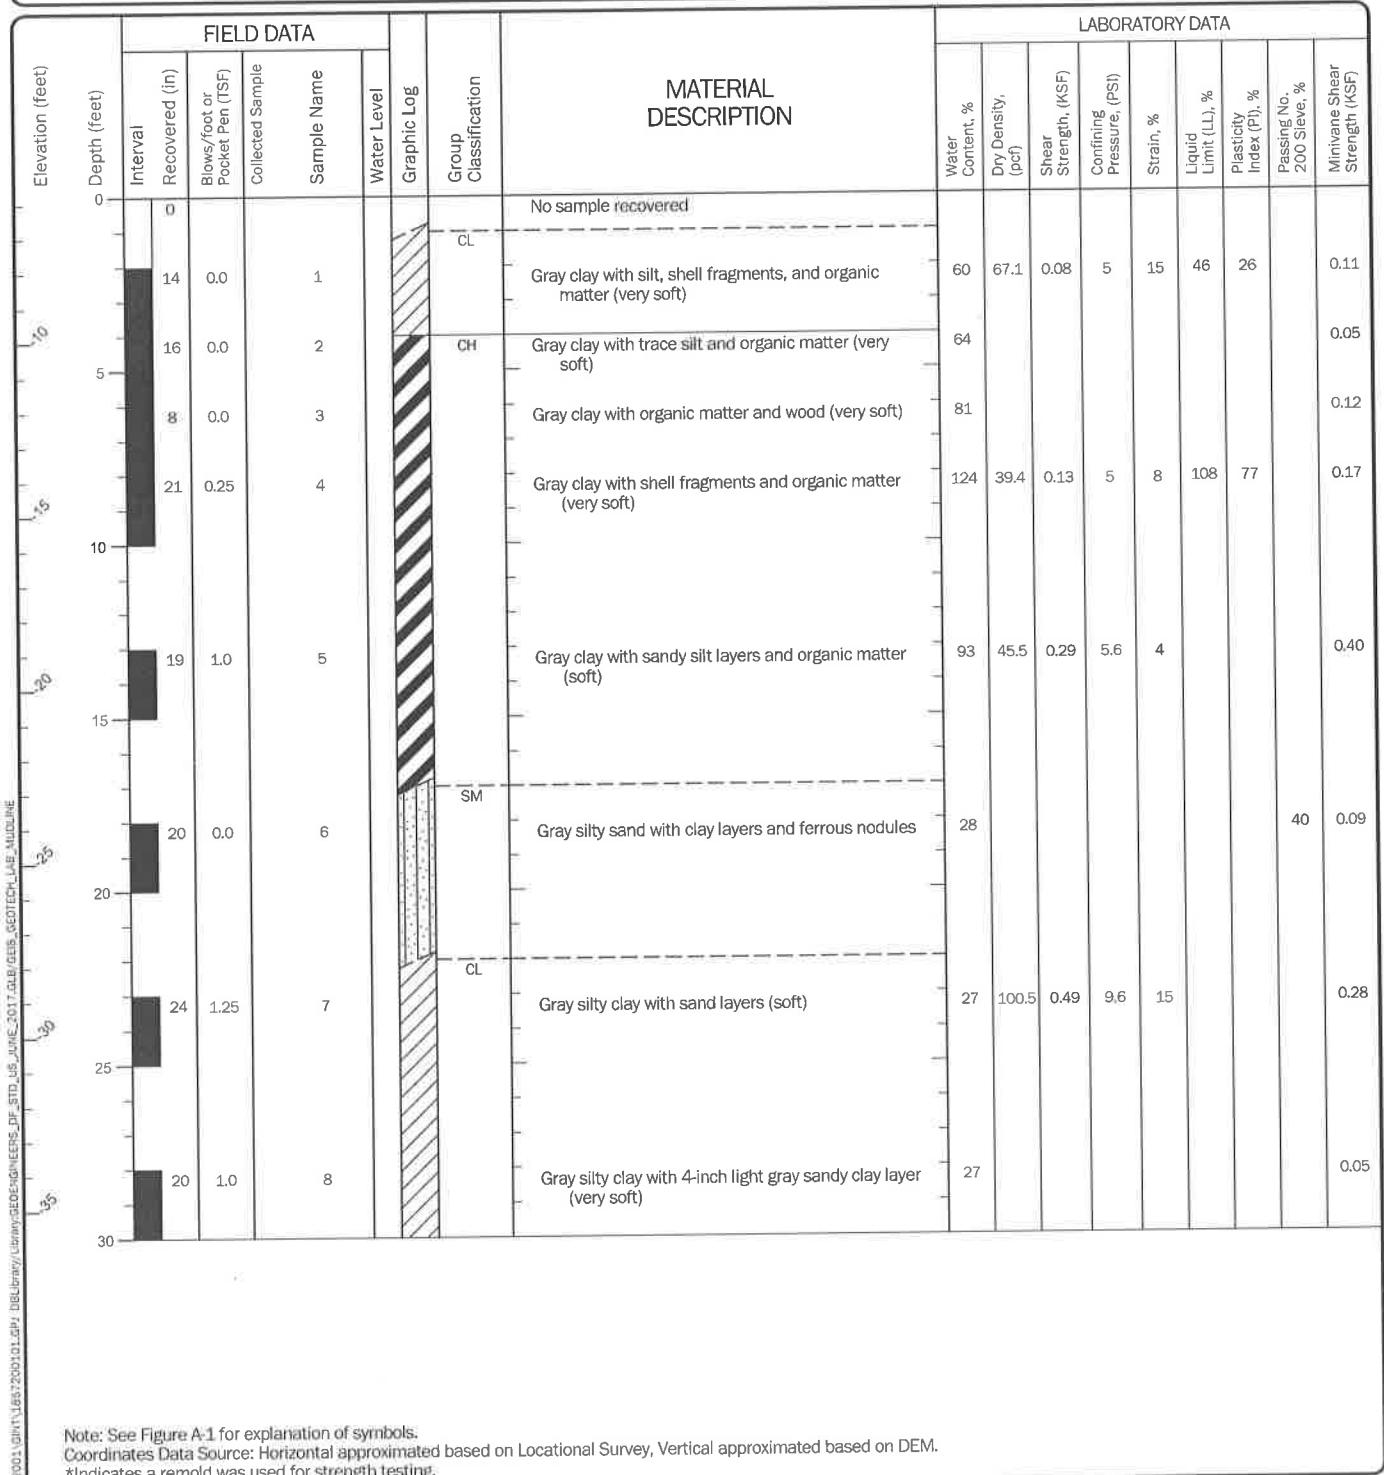 FIELD DATA
LABORATORY DATA
Elevation (feet)
Depth (feet)
Interval
Recovered (in)
Blows/foot or
Pocket Pen (TSF)
Collected Sample
Sample Name
Water Level
Graphic Log
Group
Classification
MATERIAL
DESCRIPTION
Water
Content, %
Dry Density,
(pcf)
Shear
Strength, (KSF)
Confining
Pressure, (PSI)
Strain, %
Liquid
Limit (LL), %
Plasticity
Index (PI), %
Passing No.
200 Sieve, %
Minivane Shear
Strength (KSF)
0
0
No sample recovered
CL
14 0.0 1
Gray clay with silt, shell fragments, and organic
matter (very soft)
60 67.1 0.08 5 15 46 26 0.11
-10
16 0.0 2
CH
Gray clay with trace silt and organic matter (very
soft)
64 0.05
5
8 0.0 3
Gray clay with organic matter and wood (very soft)
81 0.12
21 0.25 4
Gray clay with shell fragments and organic matter
(very soft)
124 39.4 0.13 5 8 108 77 0.17
-15
10
19 1.0 5
Gray clay with sandy silt layers and organic matter
(soft)
93 45.5 0.29 5.6 4 0.40
-20
15
SM
20 0.0 6
Gray silty sand with clay layers and ferrous nodules
28 40 0.09
-25
20
CL
24 1.25 7
Gray silty clay with sand layers (soft)
27 100.5 0.49 9.6 15 0.28
-30
25
20 1.0 8
Gray silty clay with 4-inch light gray sandy clay layer
(very soft)
27 0.05
-35
30
Note: See Figure A-1 for explanation of symbols.
Coordinates Data Source: Horizontal approximated based on Locational Survey, Vertical approximated based on DEM.
*Indicates a remold was used for strength testing.